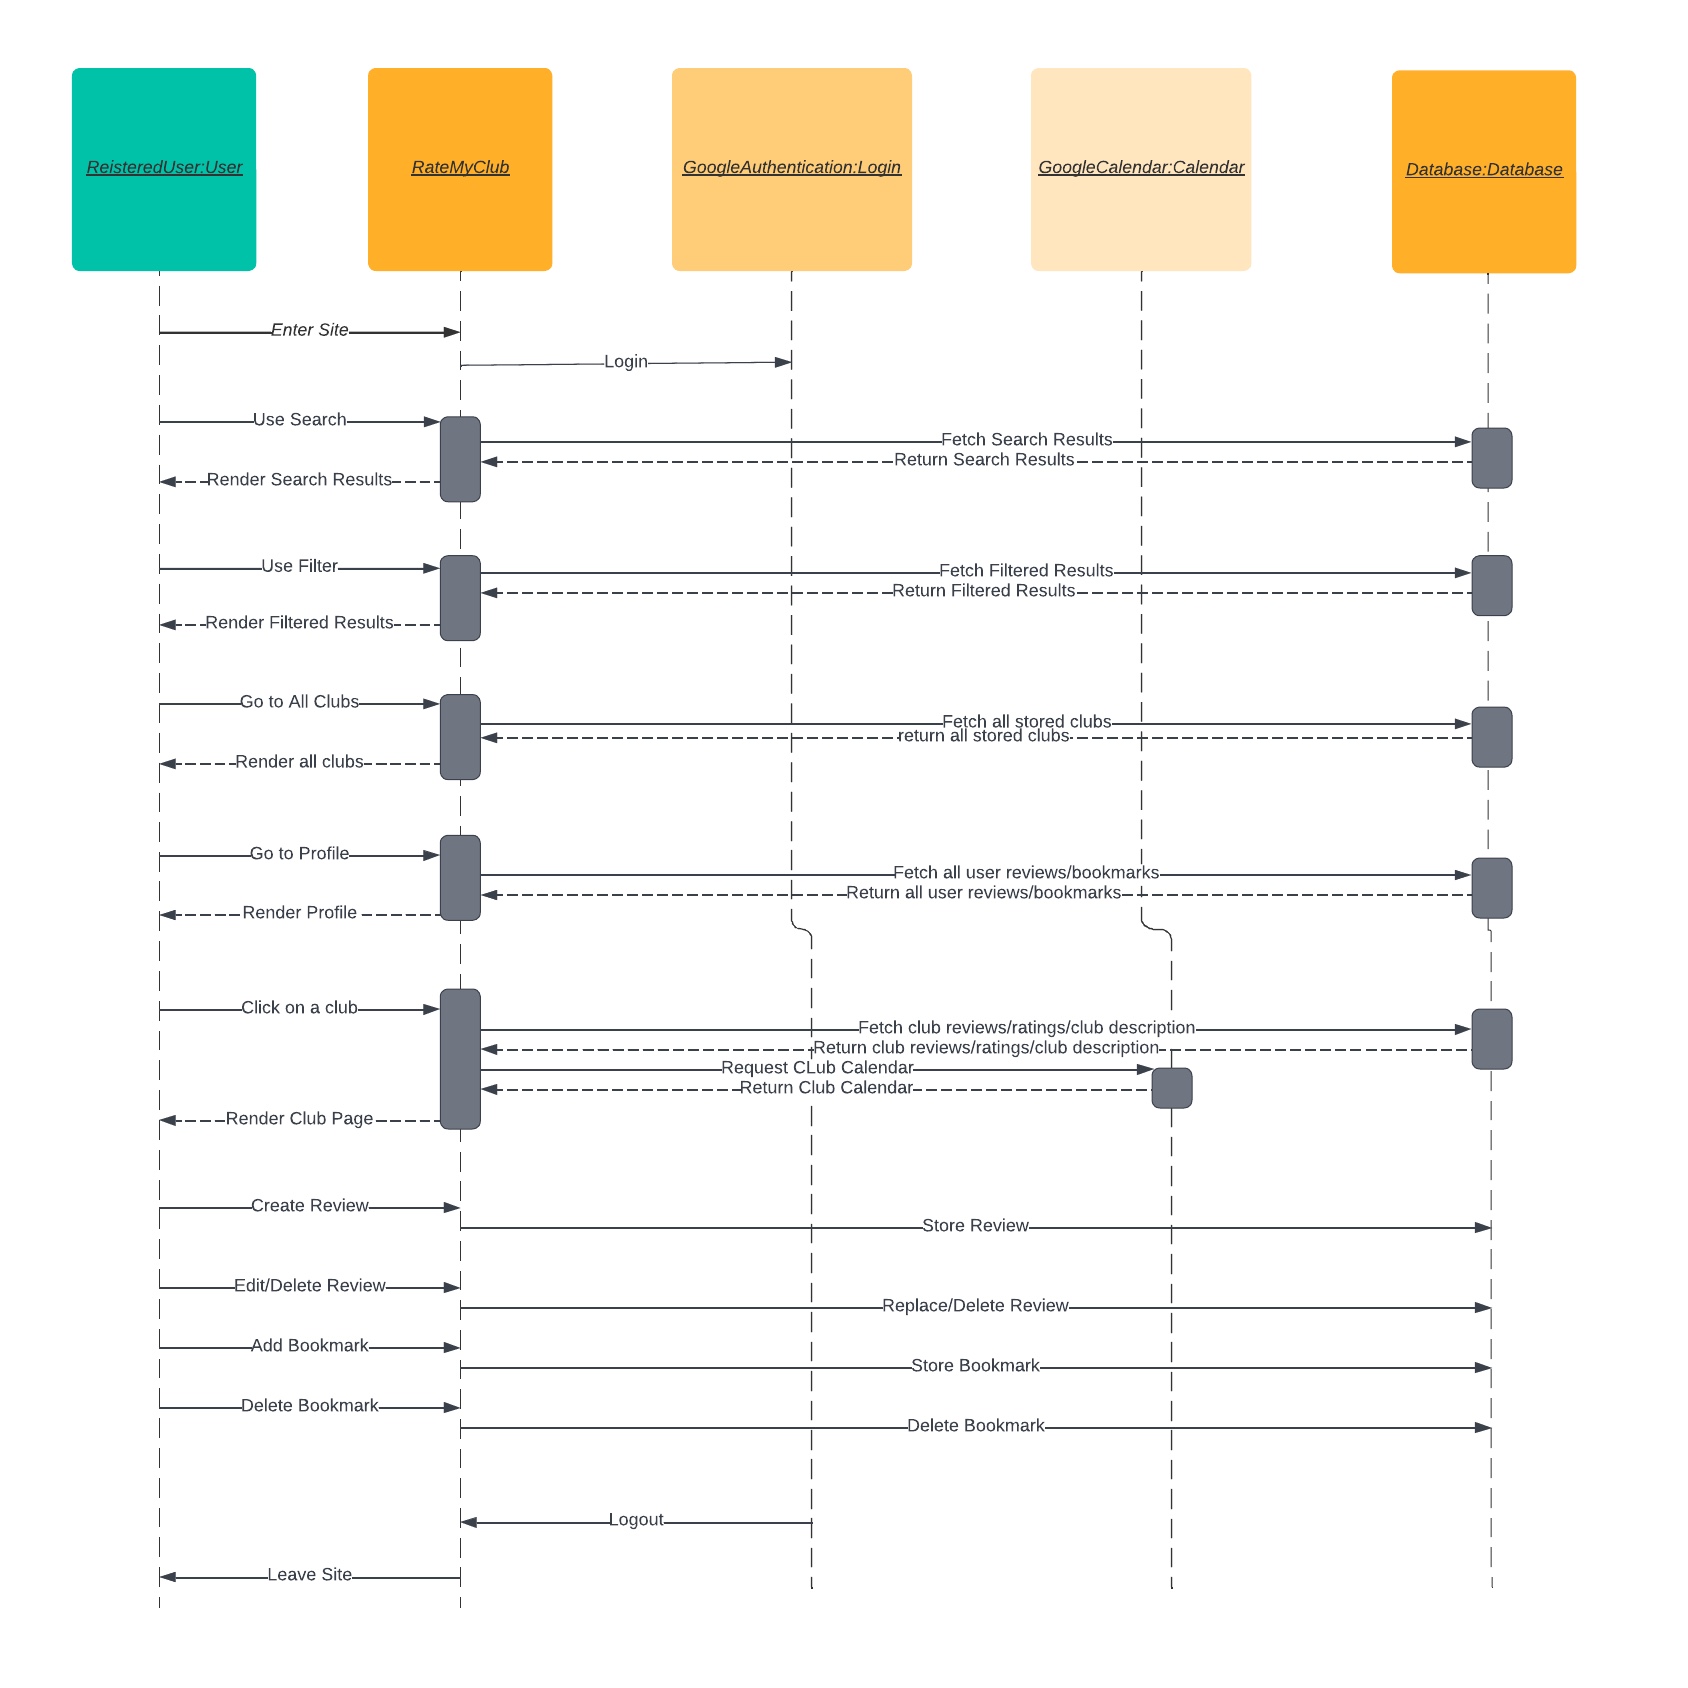 ReisteredUser:User
RateMyClub
GoogleAuthentication:Login
GoogleCalendar:Calendar
Database:Database
Enter Site
Login
Use Search
Fetch Search Results
Return Search Results
Render Search Results
Use Filter
Fetch Filtered Results
Return Filtered Results
Render Filtered Results
Go to All Clubs
Fetch all stored clubs
return all stored clubs
Render all clubs
Go to Profile
Fetch all user reviews/bookmarks
Return all user reviews/bookmarks
Render Profile
Click on a club
Fetch club reviews/ratings/club description
Return club reviews/ratings/club description
Request CLub Calendar
Return Club Calendar
Render Club Page
Create Review
Store Review
Edit/Delete Review
Replace/Delete Review
Add Bookmark
Store Bookmark
Delete Bookmark
Delete Bookmark
Logout
Leave Site